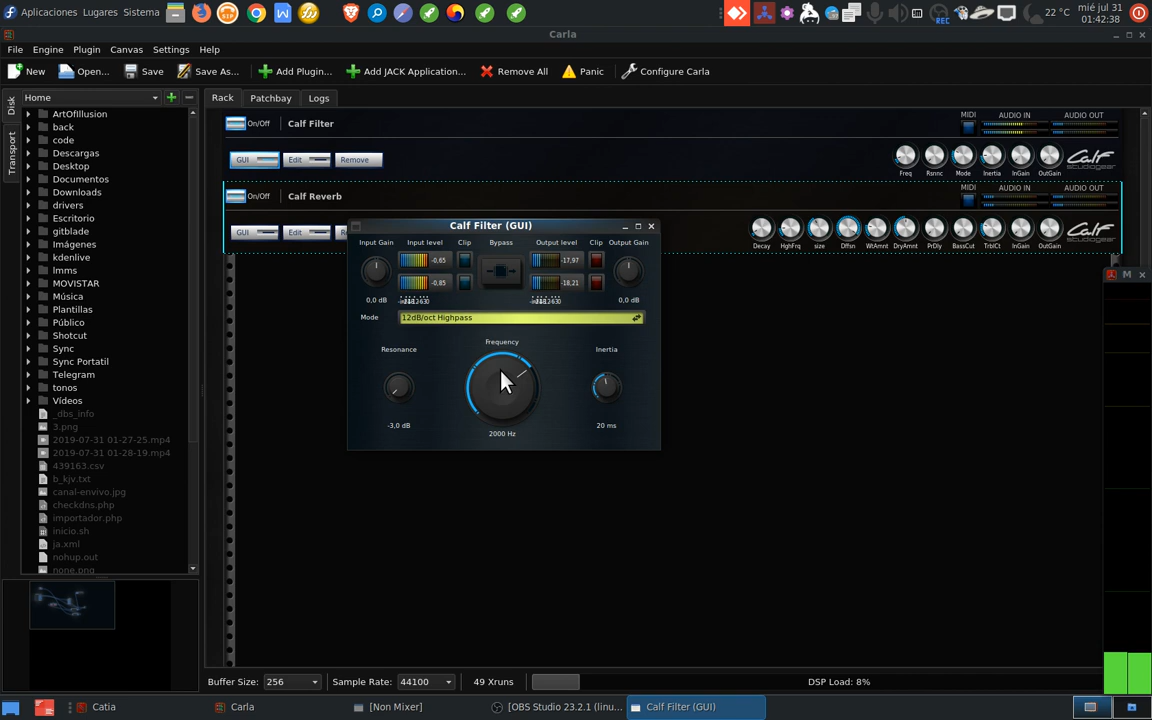 Aplicaciones Lugares Sistema
22 °C
mié jul 31
01:42:38
REC
Carla
File Engine Plugin Canvas Settings Help
New Open... Save Save As... Add Plugin... Add JACK Application... Remove All Panic Configure Carla
Disk
Transport
Home
ArtOfIllusion
back
code
Descargas
Desktop
Documentos
Downloads
drivers
Escritorio
gitblade
Imágenes
kdenlive
lmms
MOVISTAR
Música
Plantillas
Público
Shotcut
Sync
Sync Portatil
Telegram
tonos
Vídeos
_dbs_info
3.png
2019-07-31 01-27-25.mp4
2019-07-31 01-28-19.mp4
439163.csv
b_kjv.txt
canal-envivo.jpg
checkdns.php
importador.php
inicio.sh
ja.xml
nohup.out
none.png
Rack Patchbay Logs
On/Off Calf Filter
MIDI AUDIO IN AUDIO OUT
GUI Edit Remove
Freq Rsnnc Mode Inertia InGain OutGain
Calf studiogear
On/Off Calf Reverb
MIDI AUDIO IN AUDIO OUT
GUI Edit
Decay HghFrq size Dffsn WtAmnt DryAmnt PrDly BassCut TrblCt InGain OutGain
Calf studiogear
Calf Filter (GUI)
Input Gain Input level Clip Bypass Output level Clip Output Gain
-0,65 -17,97
-0,85 -18,21
0,0 dB 0,0 dB
Mode 12dB/oct Highpass
Resonance Frequency Inertia
-3,0 dB 2000 Hz 20 ms
M
Buffer Size: 256 Sample Rate: 44100 49 Xruns DSP Load: 8%
Catia Carla [Non Mixer] [OBS Studio 23.2.1 (linu... Calf Filter (GUI)